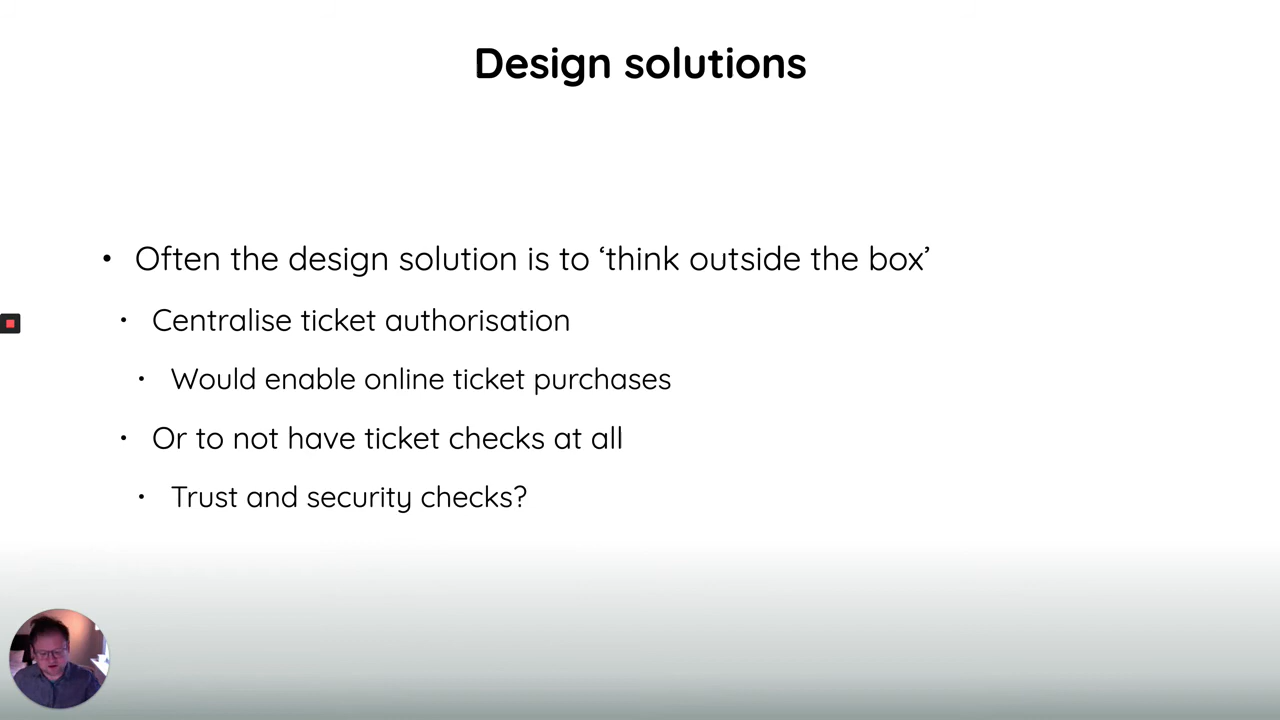 Design solutions
• Often the design solution is to ‘think outside the box’
• Centralise ticket authorisation
• Would enable online ticket purchases
• Or to not have ticket checks at all
• Trust and security checks?